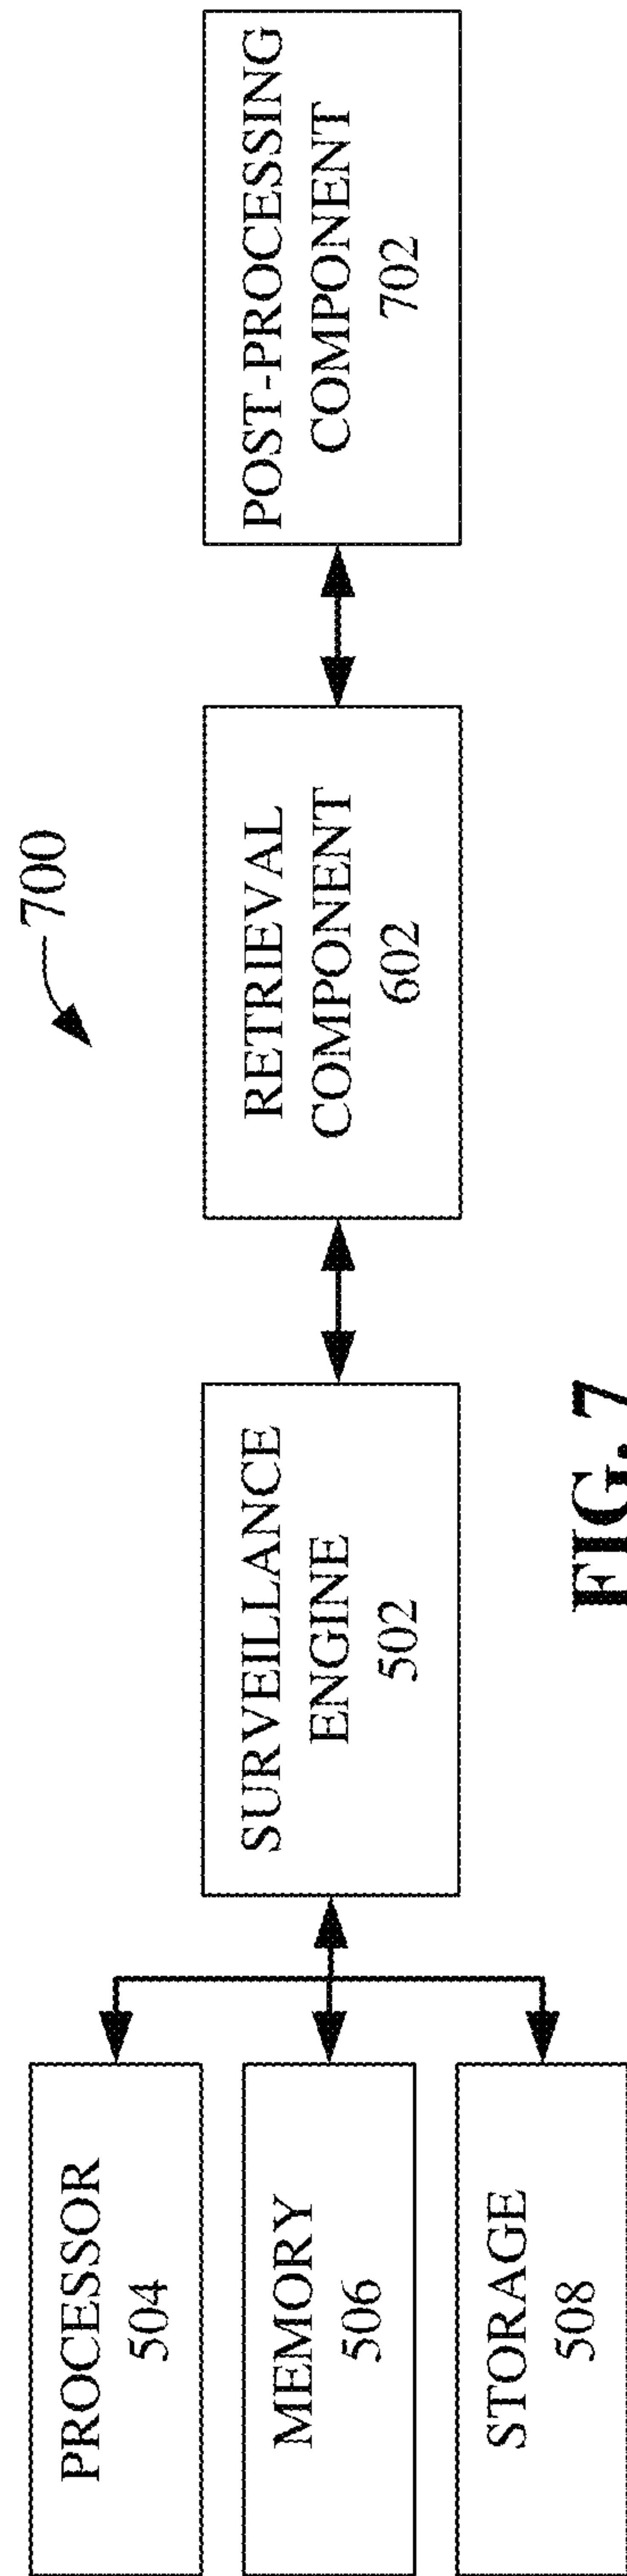 700
PROCESSOR
504
MEMORY
506
STORAGE
508
SURVEILLANCE
ENGINE
502
RETRIEVAL
COMPONENT
602
POST-PROCESSING
COMPONENT
702
FIG. 7